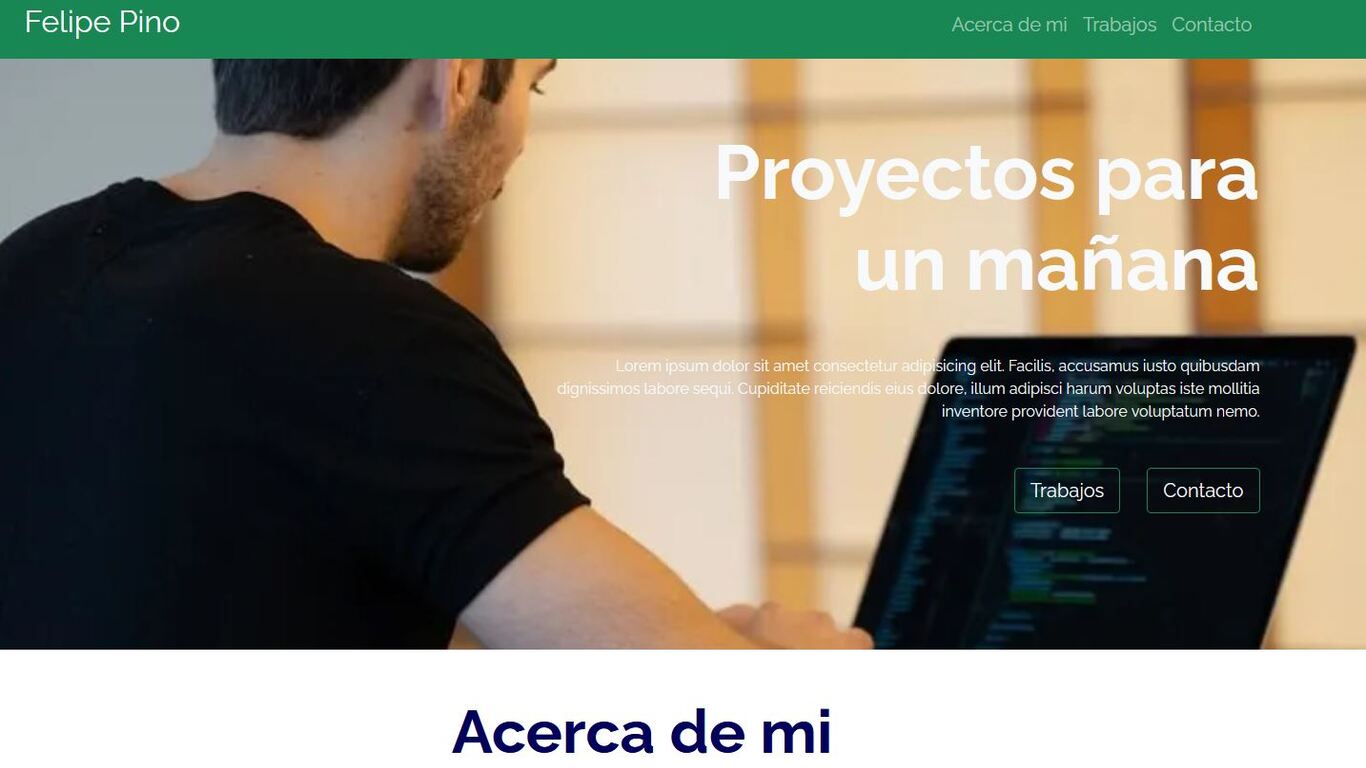 Felipe Pino
Acerca de mi Trabajos Contacto
Proyectos para
un mañana
Lorem ipsum dolor sit amet consectetur adipisicing elit. Facilis, accusamus iusto quibusdam
dignissimos labore sequi. Cupiditate reiciendis eius dolore, illum adipisci harum voluptas iste mollitia
inventore provident labore voluptatum nemo.
Trabajos Contacto
Acerca de mi